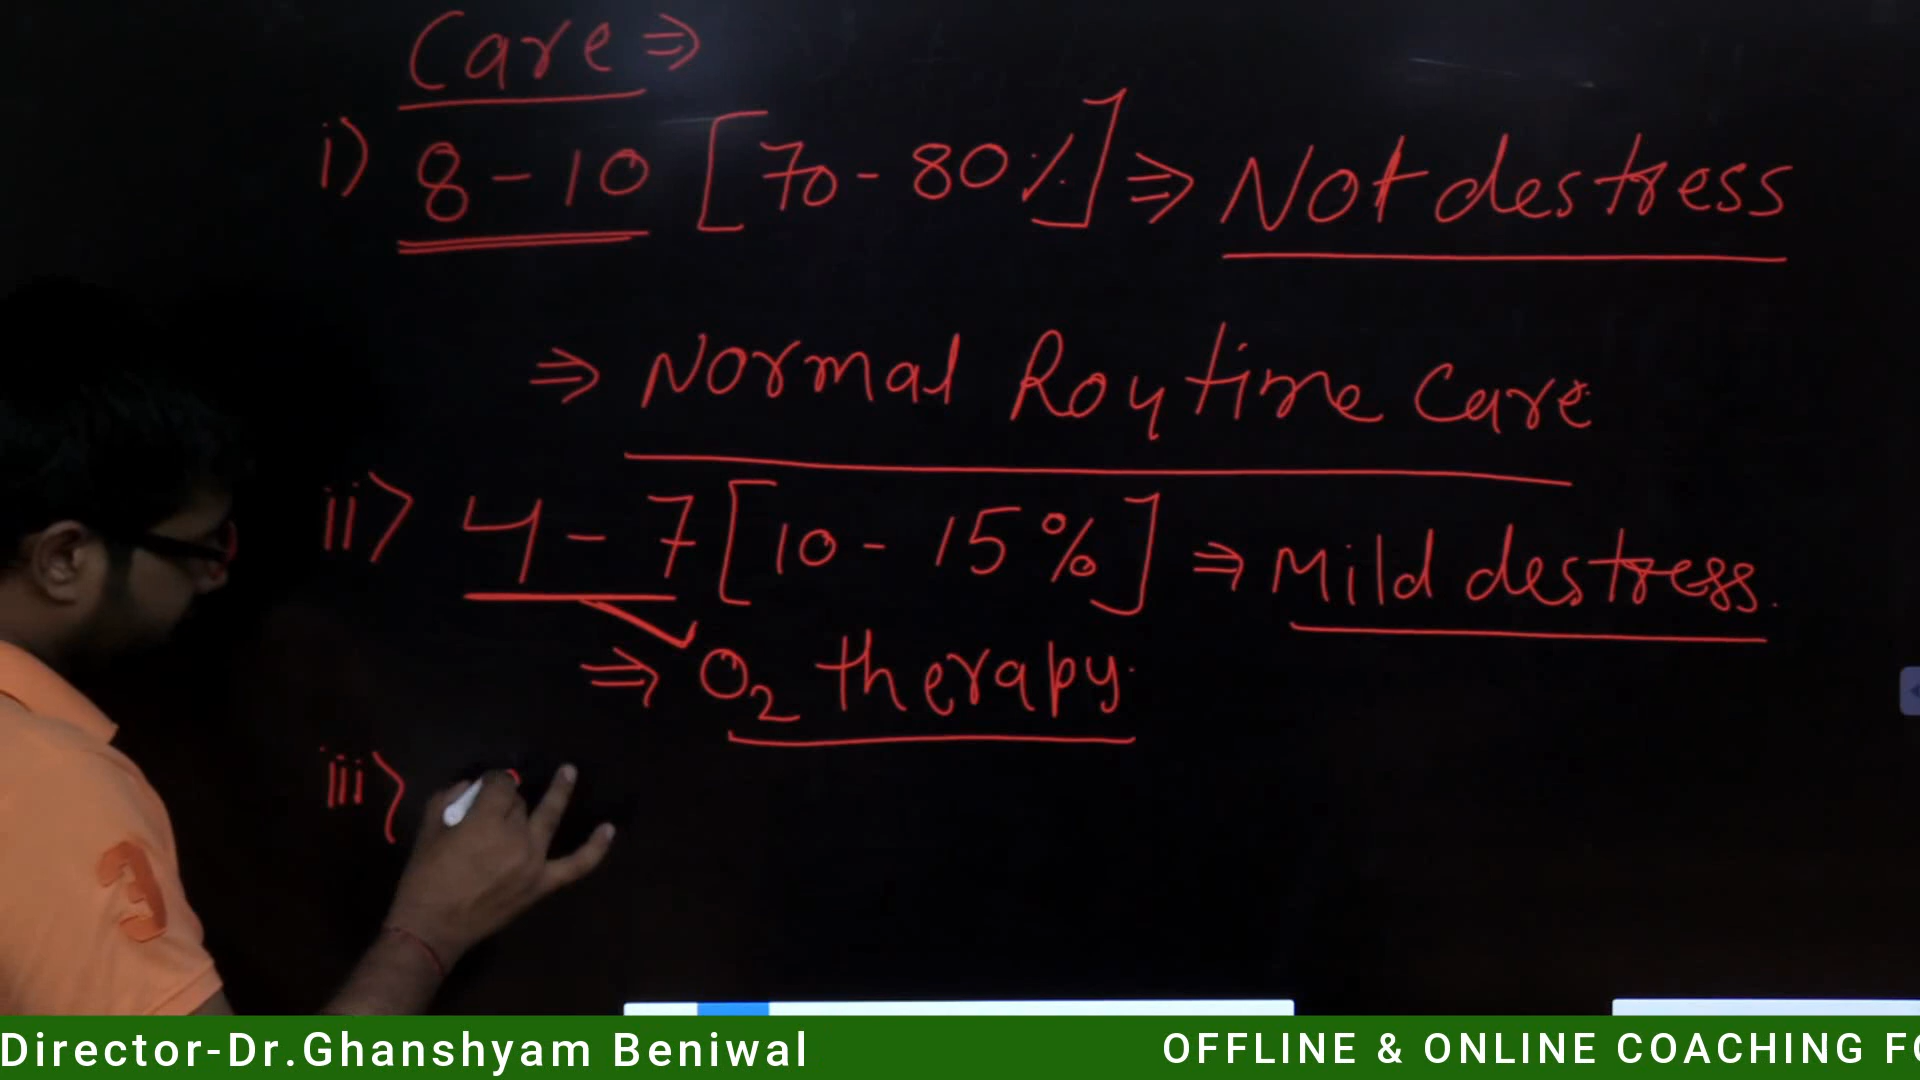 Care ⇒
i) 8 - 10 [70 - 80%] ⇒ Not destress
⇒ Normal Routine Care
ii) 4 - 7 [10 - 15%] ⇒ Mild destress.
⇒ O2 therapy.
iii)
3
Director-Dr.Ghanshyam Beniwal
OFFLINE & ONLINE COACHING